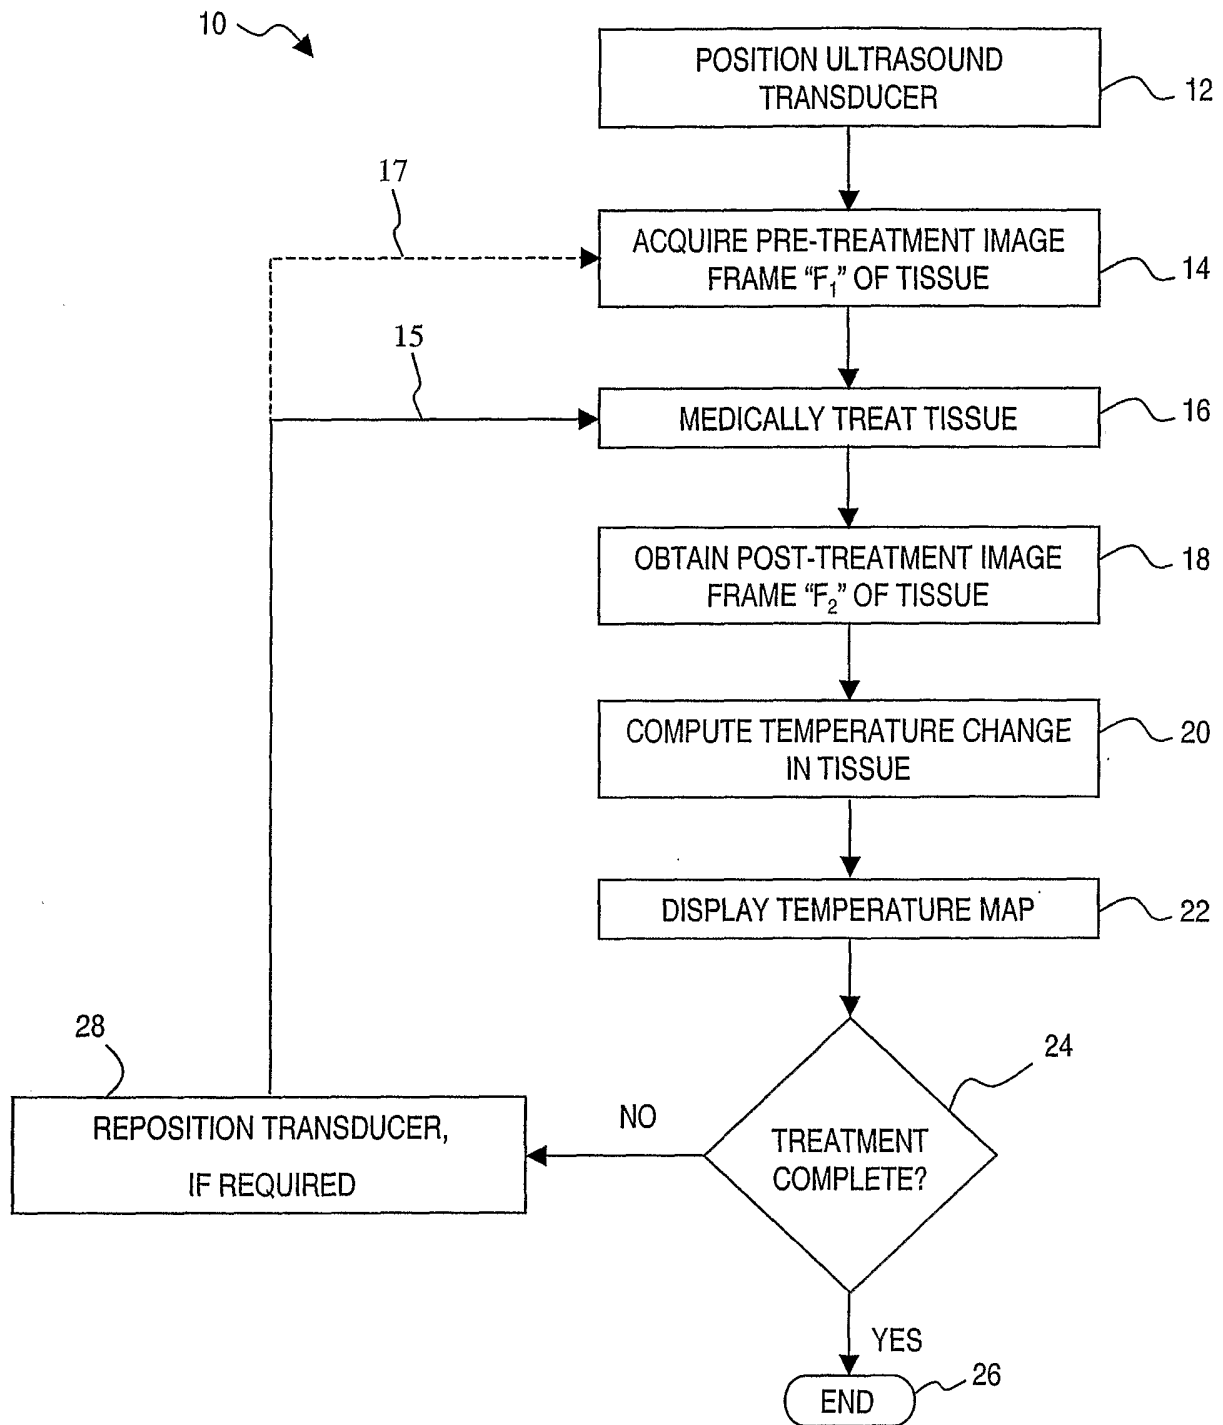 10
POSITION ULTRASOUND
TRANSDUCER
12
17
ACQUIRE PRE-TREATMENT IMAGE
FRAME “F₁” OF TISSUE
14
15
MEDICALLY TREAT TISSUE
16
OBTAIN POST-TREATMENT IMAGE
FRAME “F₂” OF TISSUE
18
COMPUTE TEMPERATURE CHANGE
IN TISSUE
20
DISPLAY TEMPERATURE MAP
22
24
TREATMENT
COMPLETE?
NO
28
REPOSITION TRANSDUCER,
IF REQUIRED
YES
END
26